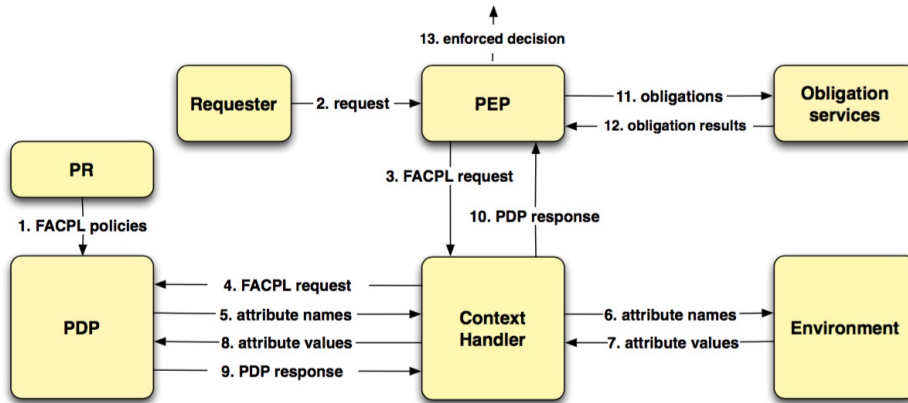 13. enforced decision
Requester
2. request
PEP
11. obligations
12. obligation results
Obligation
services
PR
1. FACPL policies
3. FACPL request
10. PDP response
PDP
4. FACPL request
5. attribute names
8. attribute values
9. PDP response
Context
Handler
6. attribute names
7. attribute values
Environment